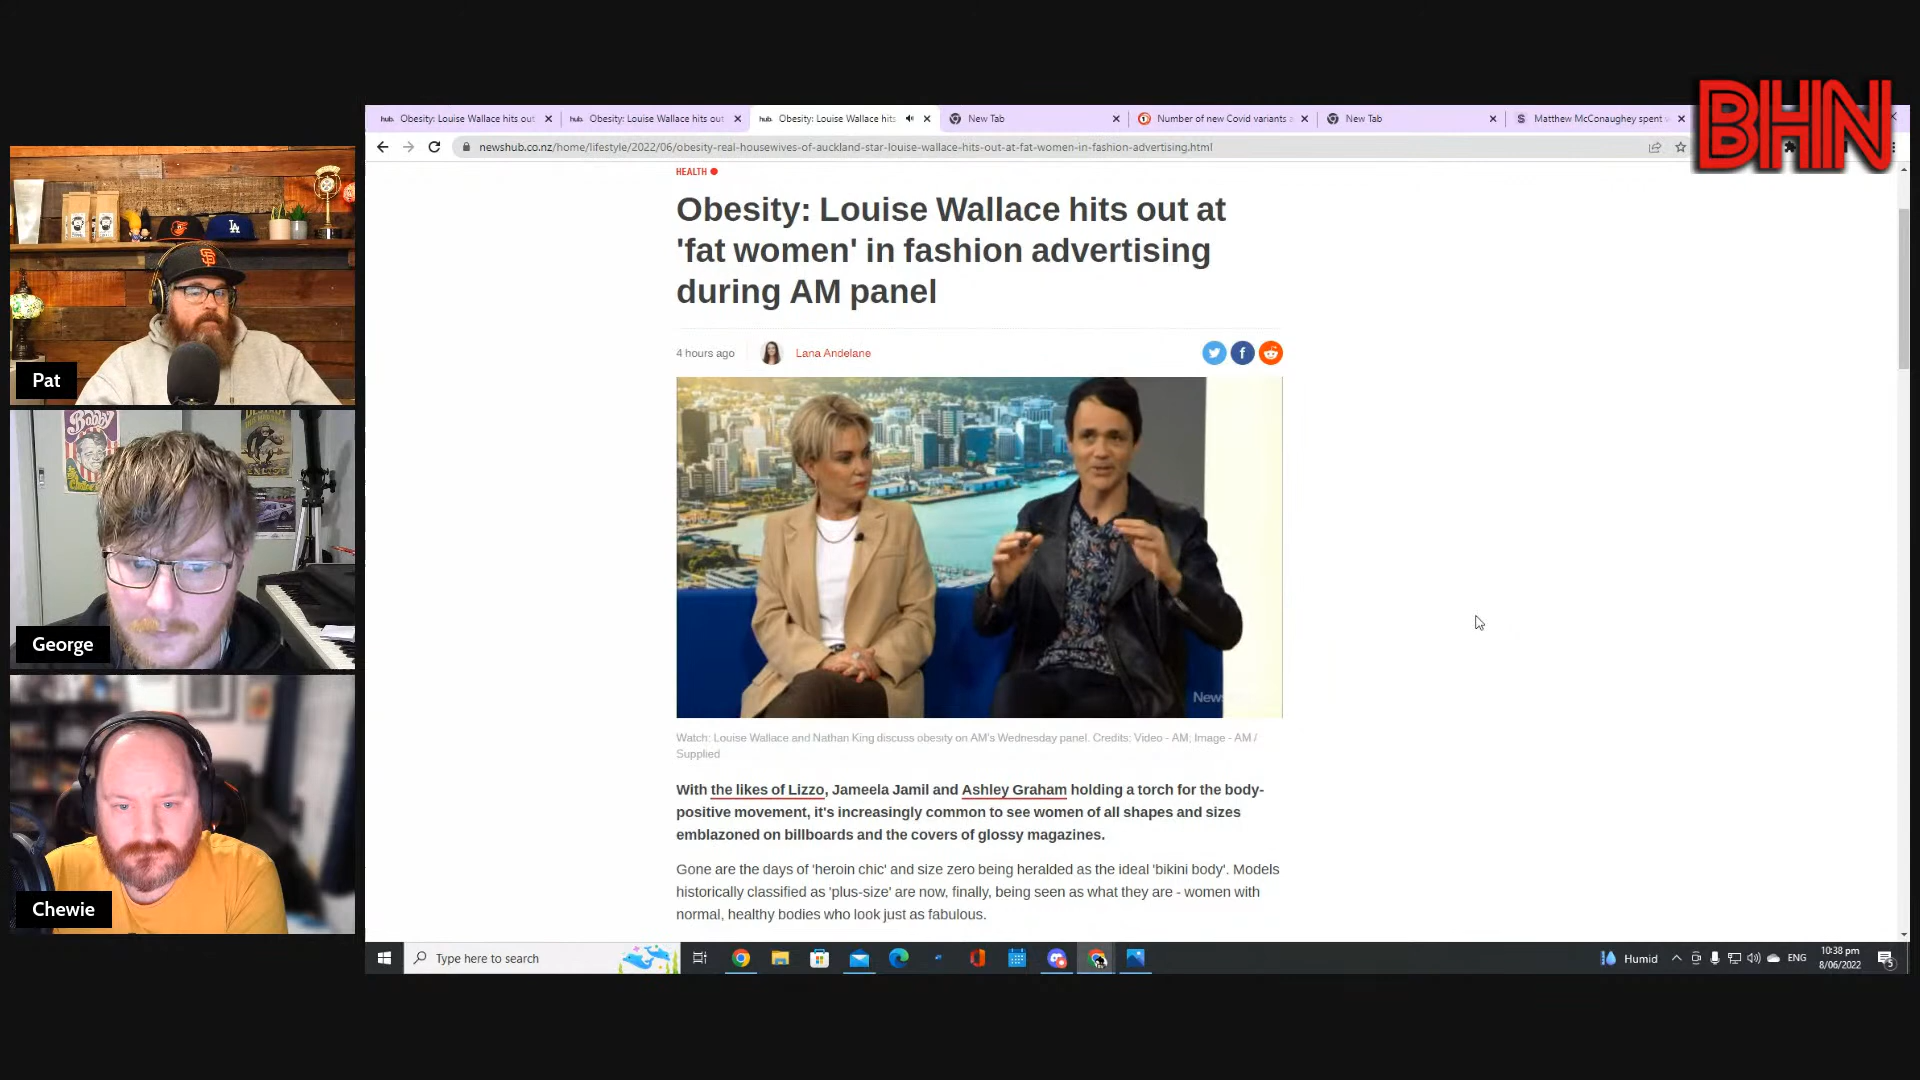 BHN
Obesity: Louise Wallace hits out
Obesity: Louise Wallace hits out
Obesity: Louise Wallace hits
New Tab
Number of new Covid variants
New Tab
Matthew McConaughey spent
newshub.co.nz/home/lifestyle/2022/06/obesity-real-housewives-of-auckland-star-louise-wallace-hits-out-at-fat-women-in-fashion-advertising.html
HEALTH
Obesity: Louise Wallace hits out at
'fat women' in fashion advertising
during AM panel
4 hours ago
Lana Andelane
News
Watch: Louise Wallace and Nathan King discuss obesity on AM's Wednesday panel. Credits: Video - AM; Image - AM /
Supplied
With the likes of Lizzo, Jameela Jamil and Ashley Graham holding a torch for the body-
positive movement, it's increasingly common to see women of all shapes and sizes
emblazoned on billboards and the covers of glossy magazines.
Gone are the days of 'heroin chic' and size zero being heralded as the ideal 'bikini body'. Models
historically classified as 'plus-size' are now, finally, being seen as what they are - women with
normal, healthy bodies who look just as fabulous.
LA
SF
Pat
Bobby
George
Chewie
Type here to search
Humid
ENG
10:38 pm
8/06/2022
5